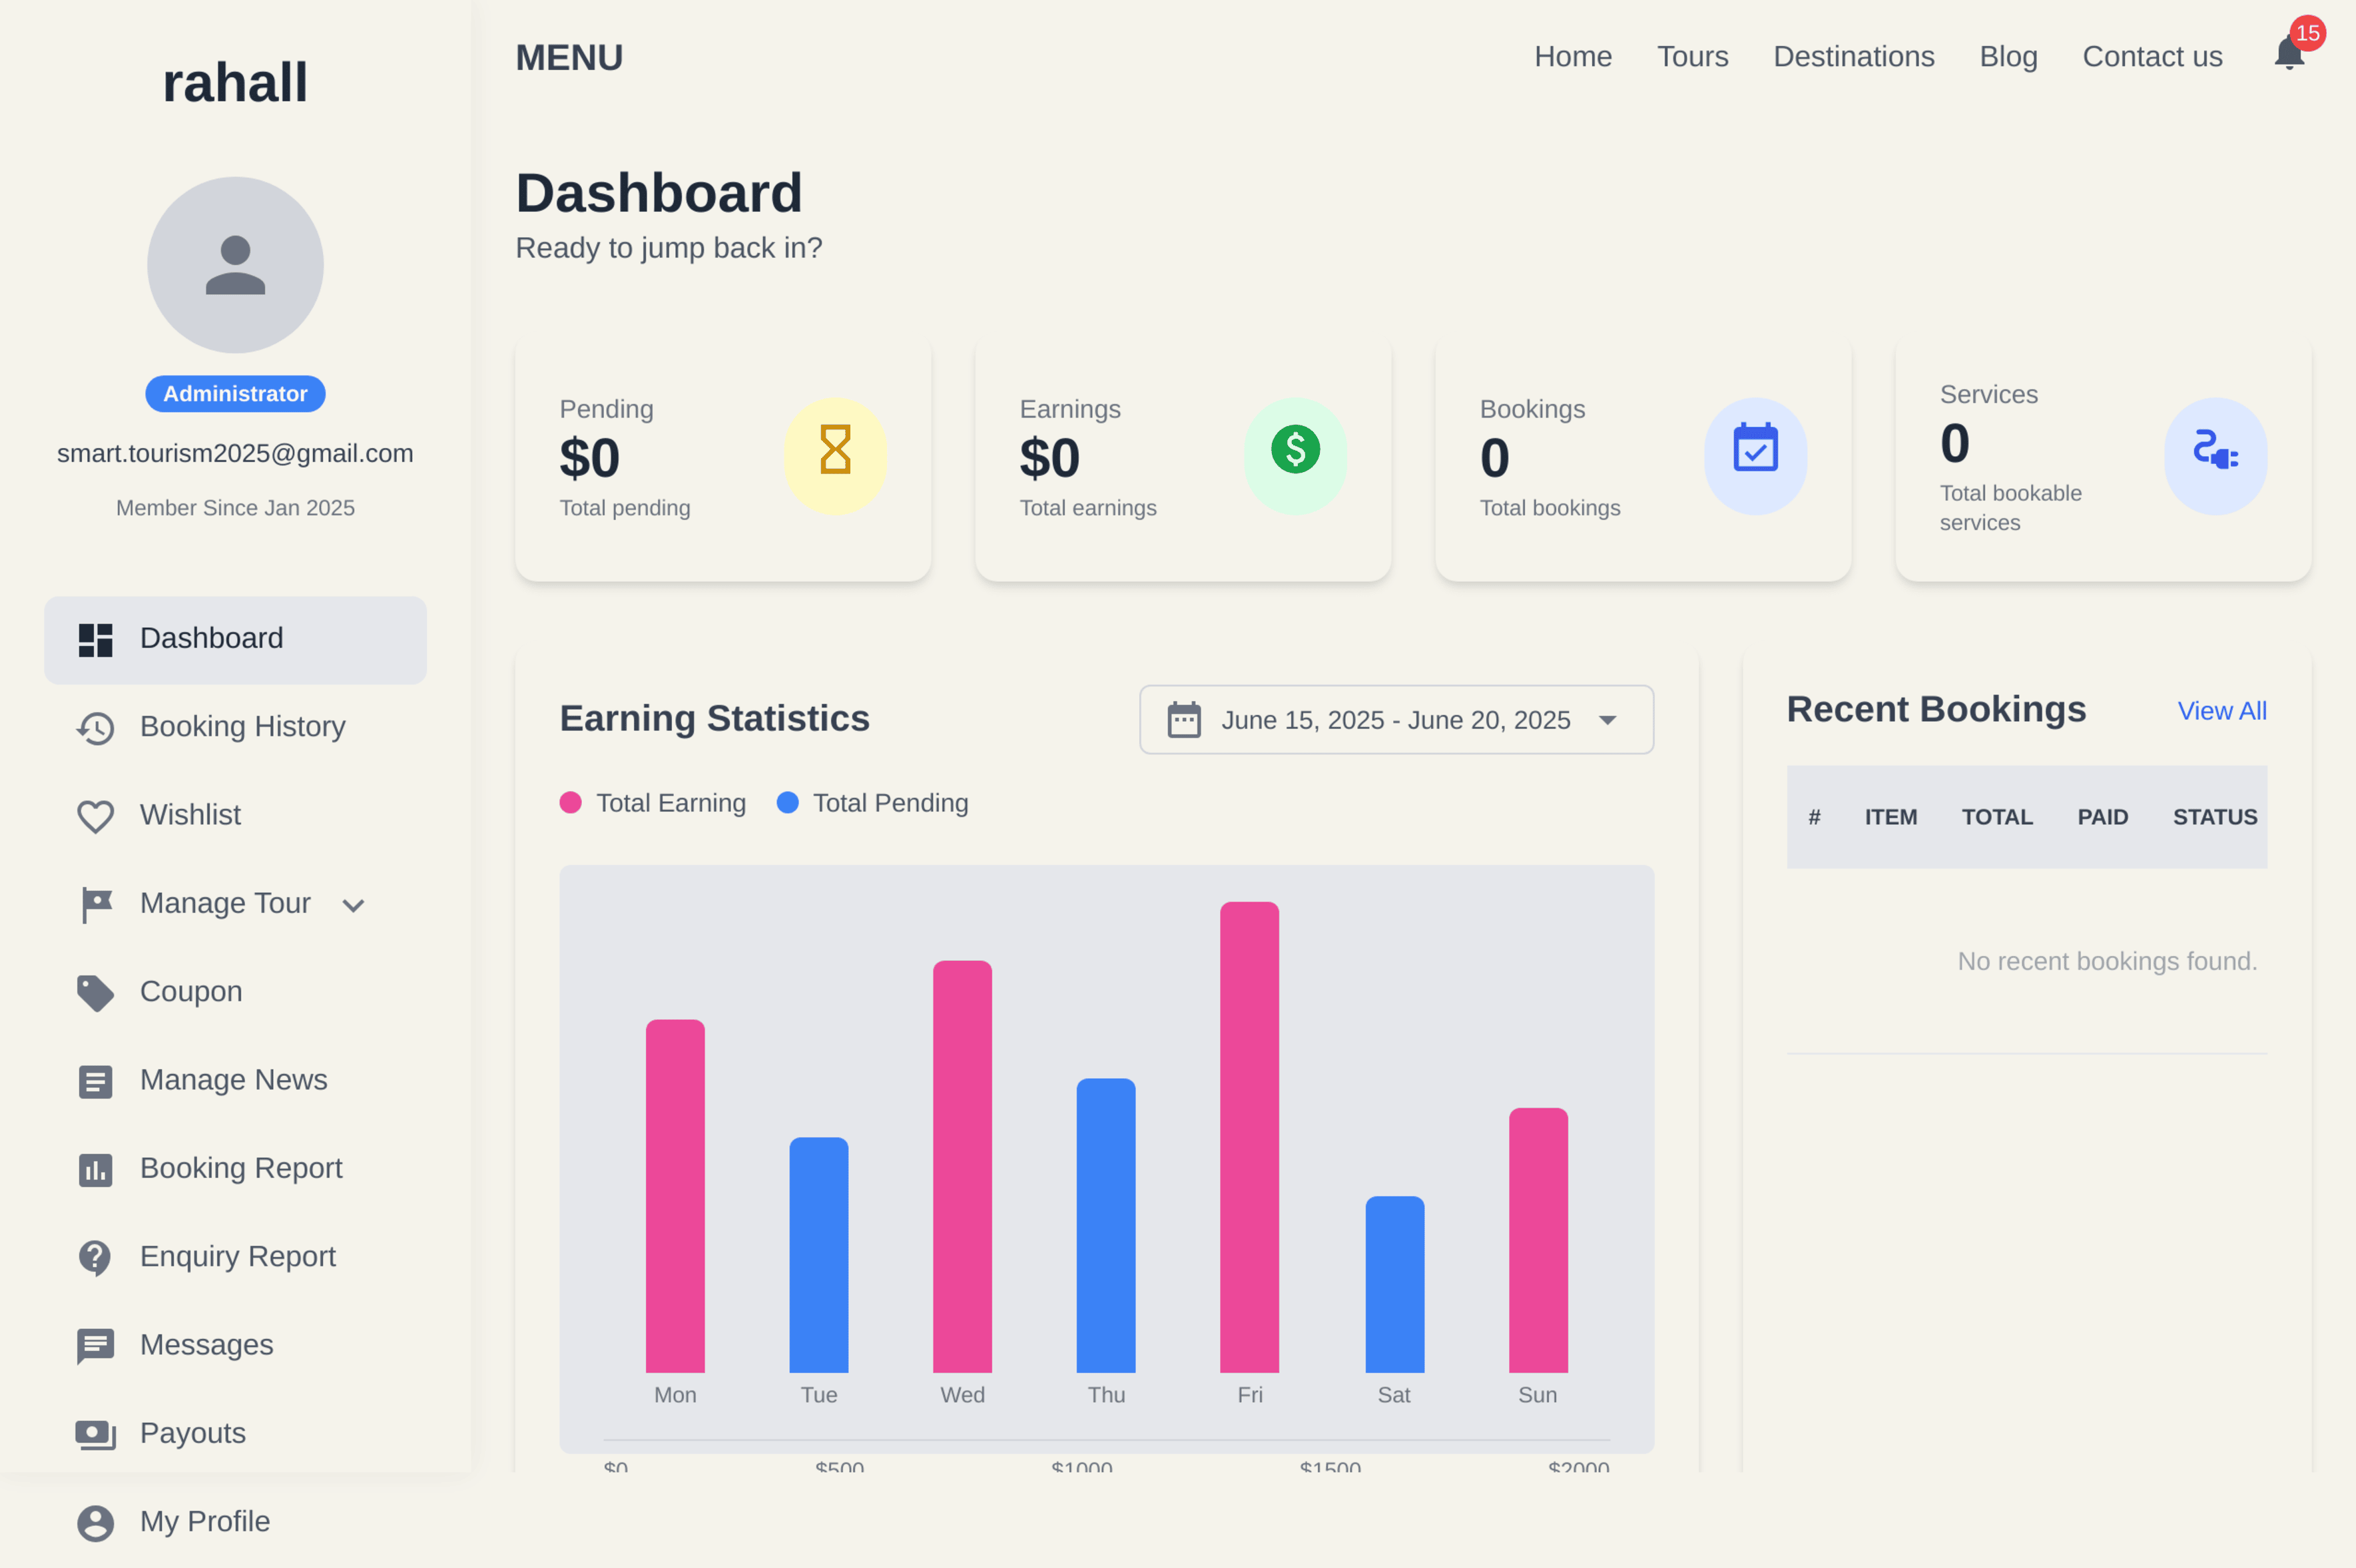 rahall
Administrator
smart.tourism2025@gmail.com
Member Since Jan 2025
Dashboard
Booking History
Wishlist
Manage Tour
Coupon
Manage News
Booking Report
Enquiry Report
Messages
Payouts
My Profile
MENU
Home
Tours
Destinations
Blog
Contact us
15
Dashboard
Ready to jump back in?
Pending
$0
Total pending
Earnings
$0
Total earnings
Bookings
0
Total bookings
Services
0
Total bookable
services
Earning Statistics
June 15, 2025 - June 20, 2025
Total Earning
Total Pending
Mon Tue Wed Thu Fri Sat Sun
$0 $500 $1000 $1500 $2000
Recent Bookings
View All
# ITEM TOTAL PAID STATUS
No recent bookings found.